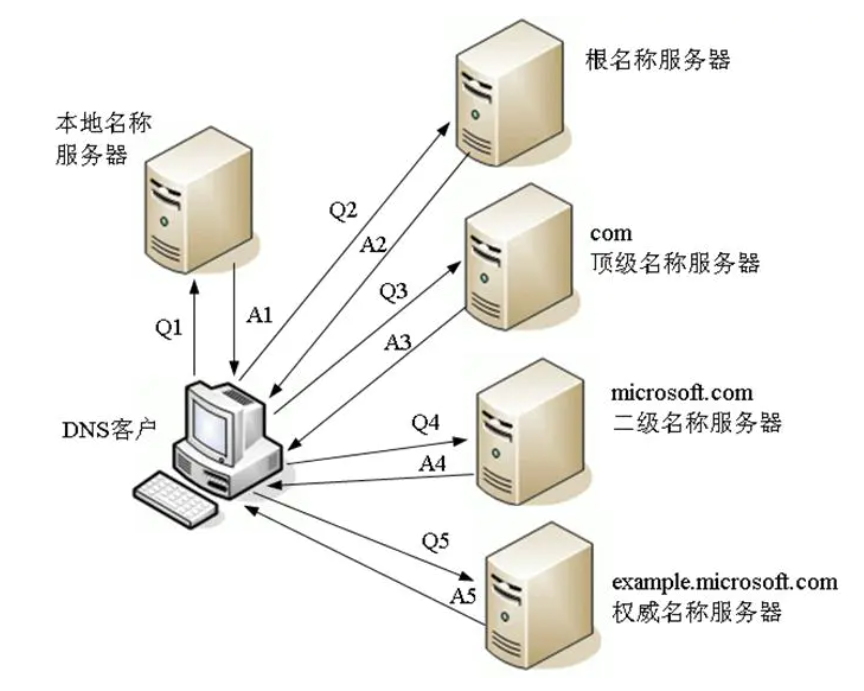 根名称服务器
本地名称
服务器
Q2
A2
com
顶级名称服务器
Q3
Q1
A1
A3
microsoft.com
二级名称服务器
DNS客户
Q4
A4
Q5
example.microsoft.com
A5
权威名称服务器